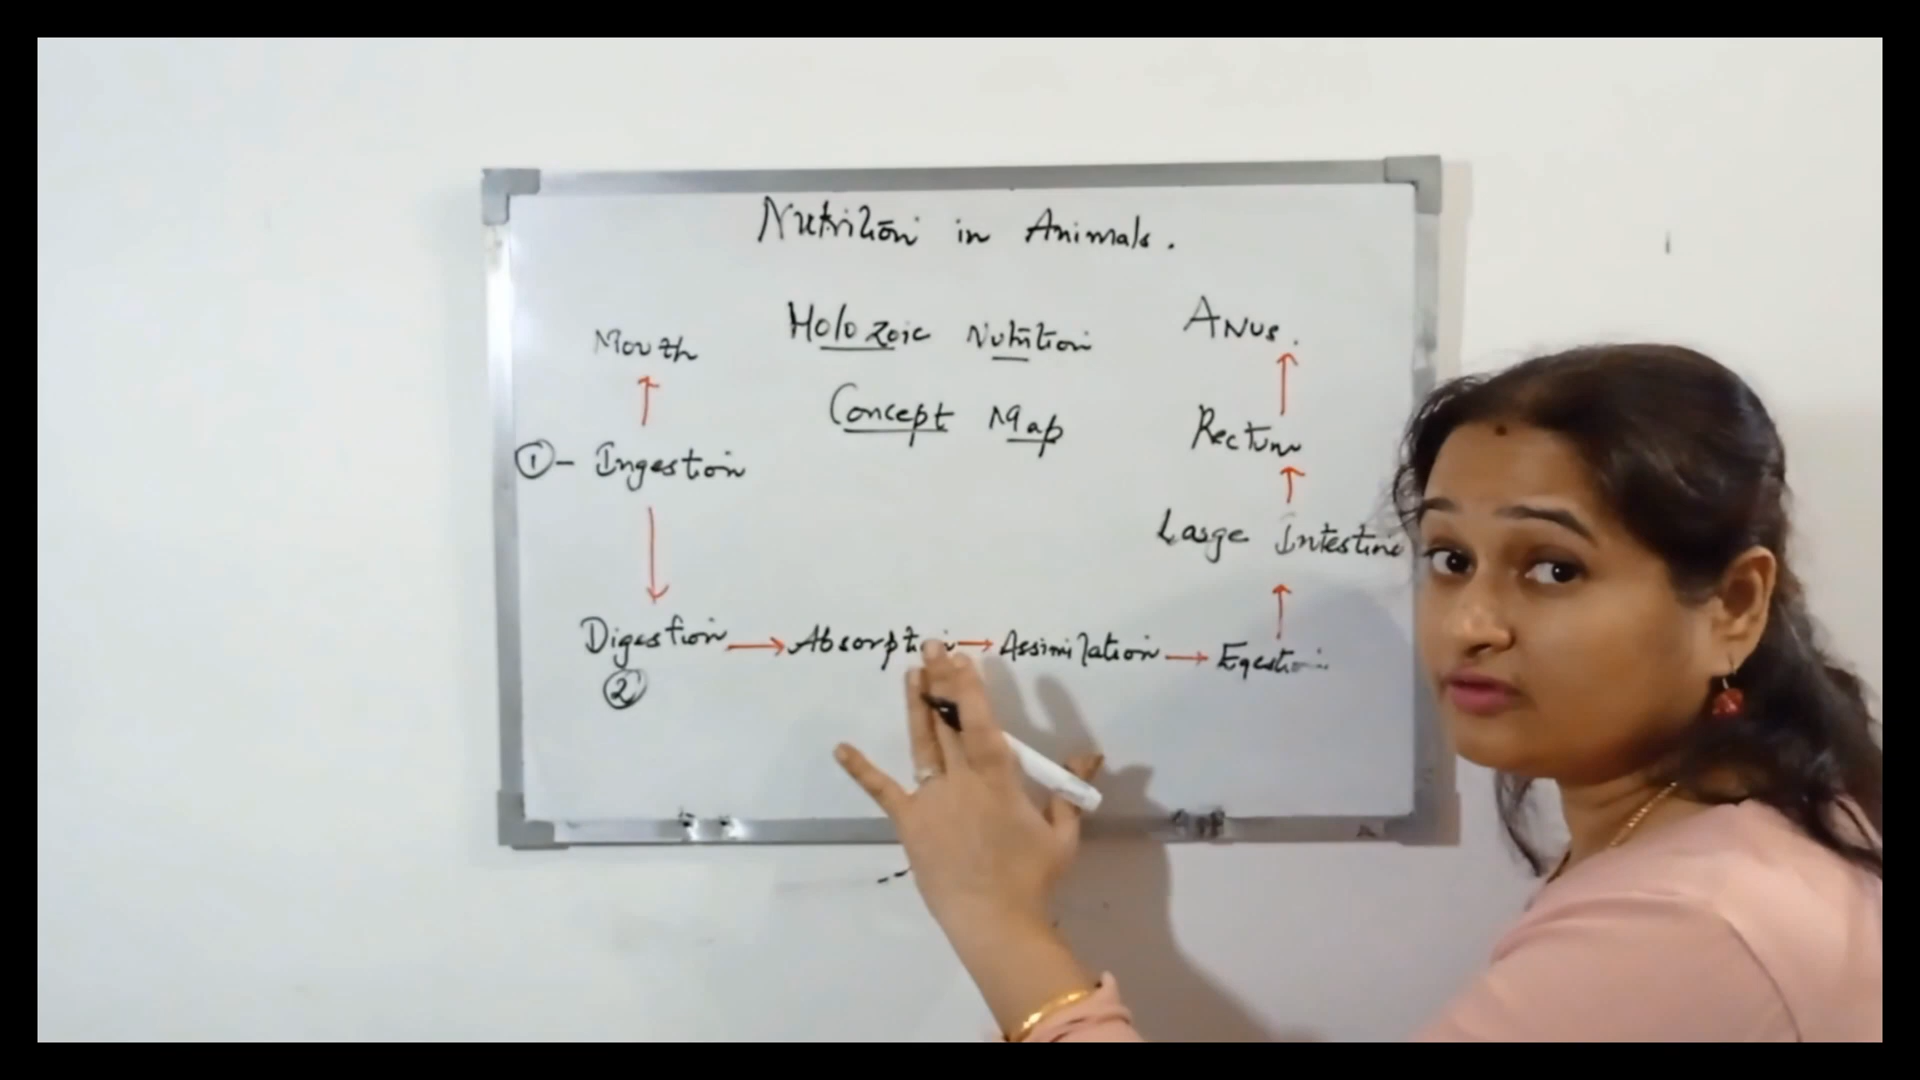 Nutrition in Animals.
Holozoic Nutrition
Concept Map
Mouth
①- Ingestion
Digestion → Absorption → Assimilation → Egestion
②
Anus.
Rectum
Large Intestine